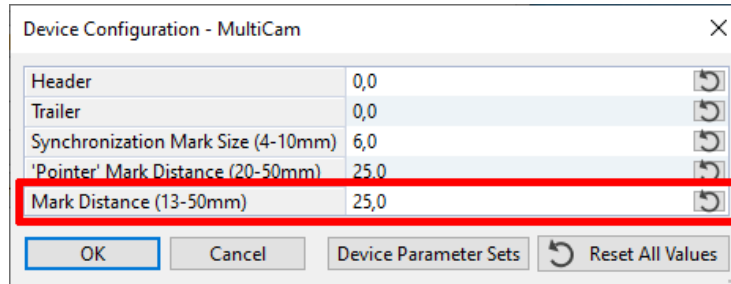 Device Configuration - MultiCam
Header 0,0
Trailer 0,0
Synchronization Mark Size (4-10mm) 6,0
'Pointer' Mark Distance (20-50mm) 25,0
Mark Distance (13-50mm) 25,0
OK Cancel Device Parameter Sets Reset All Values